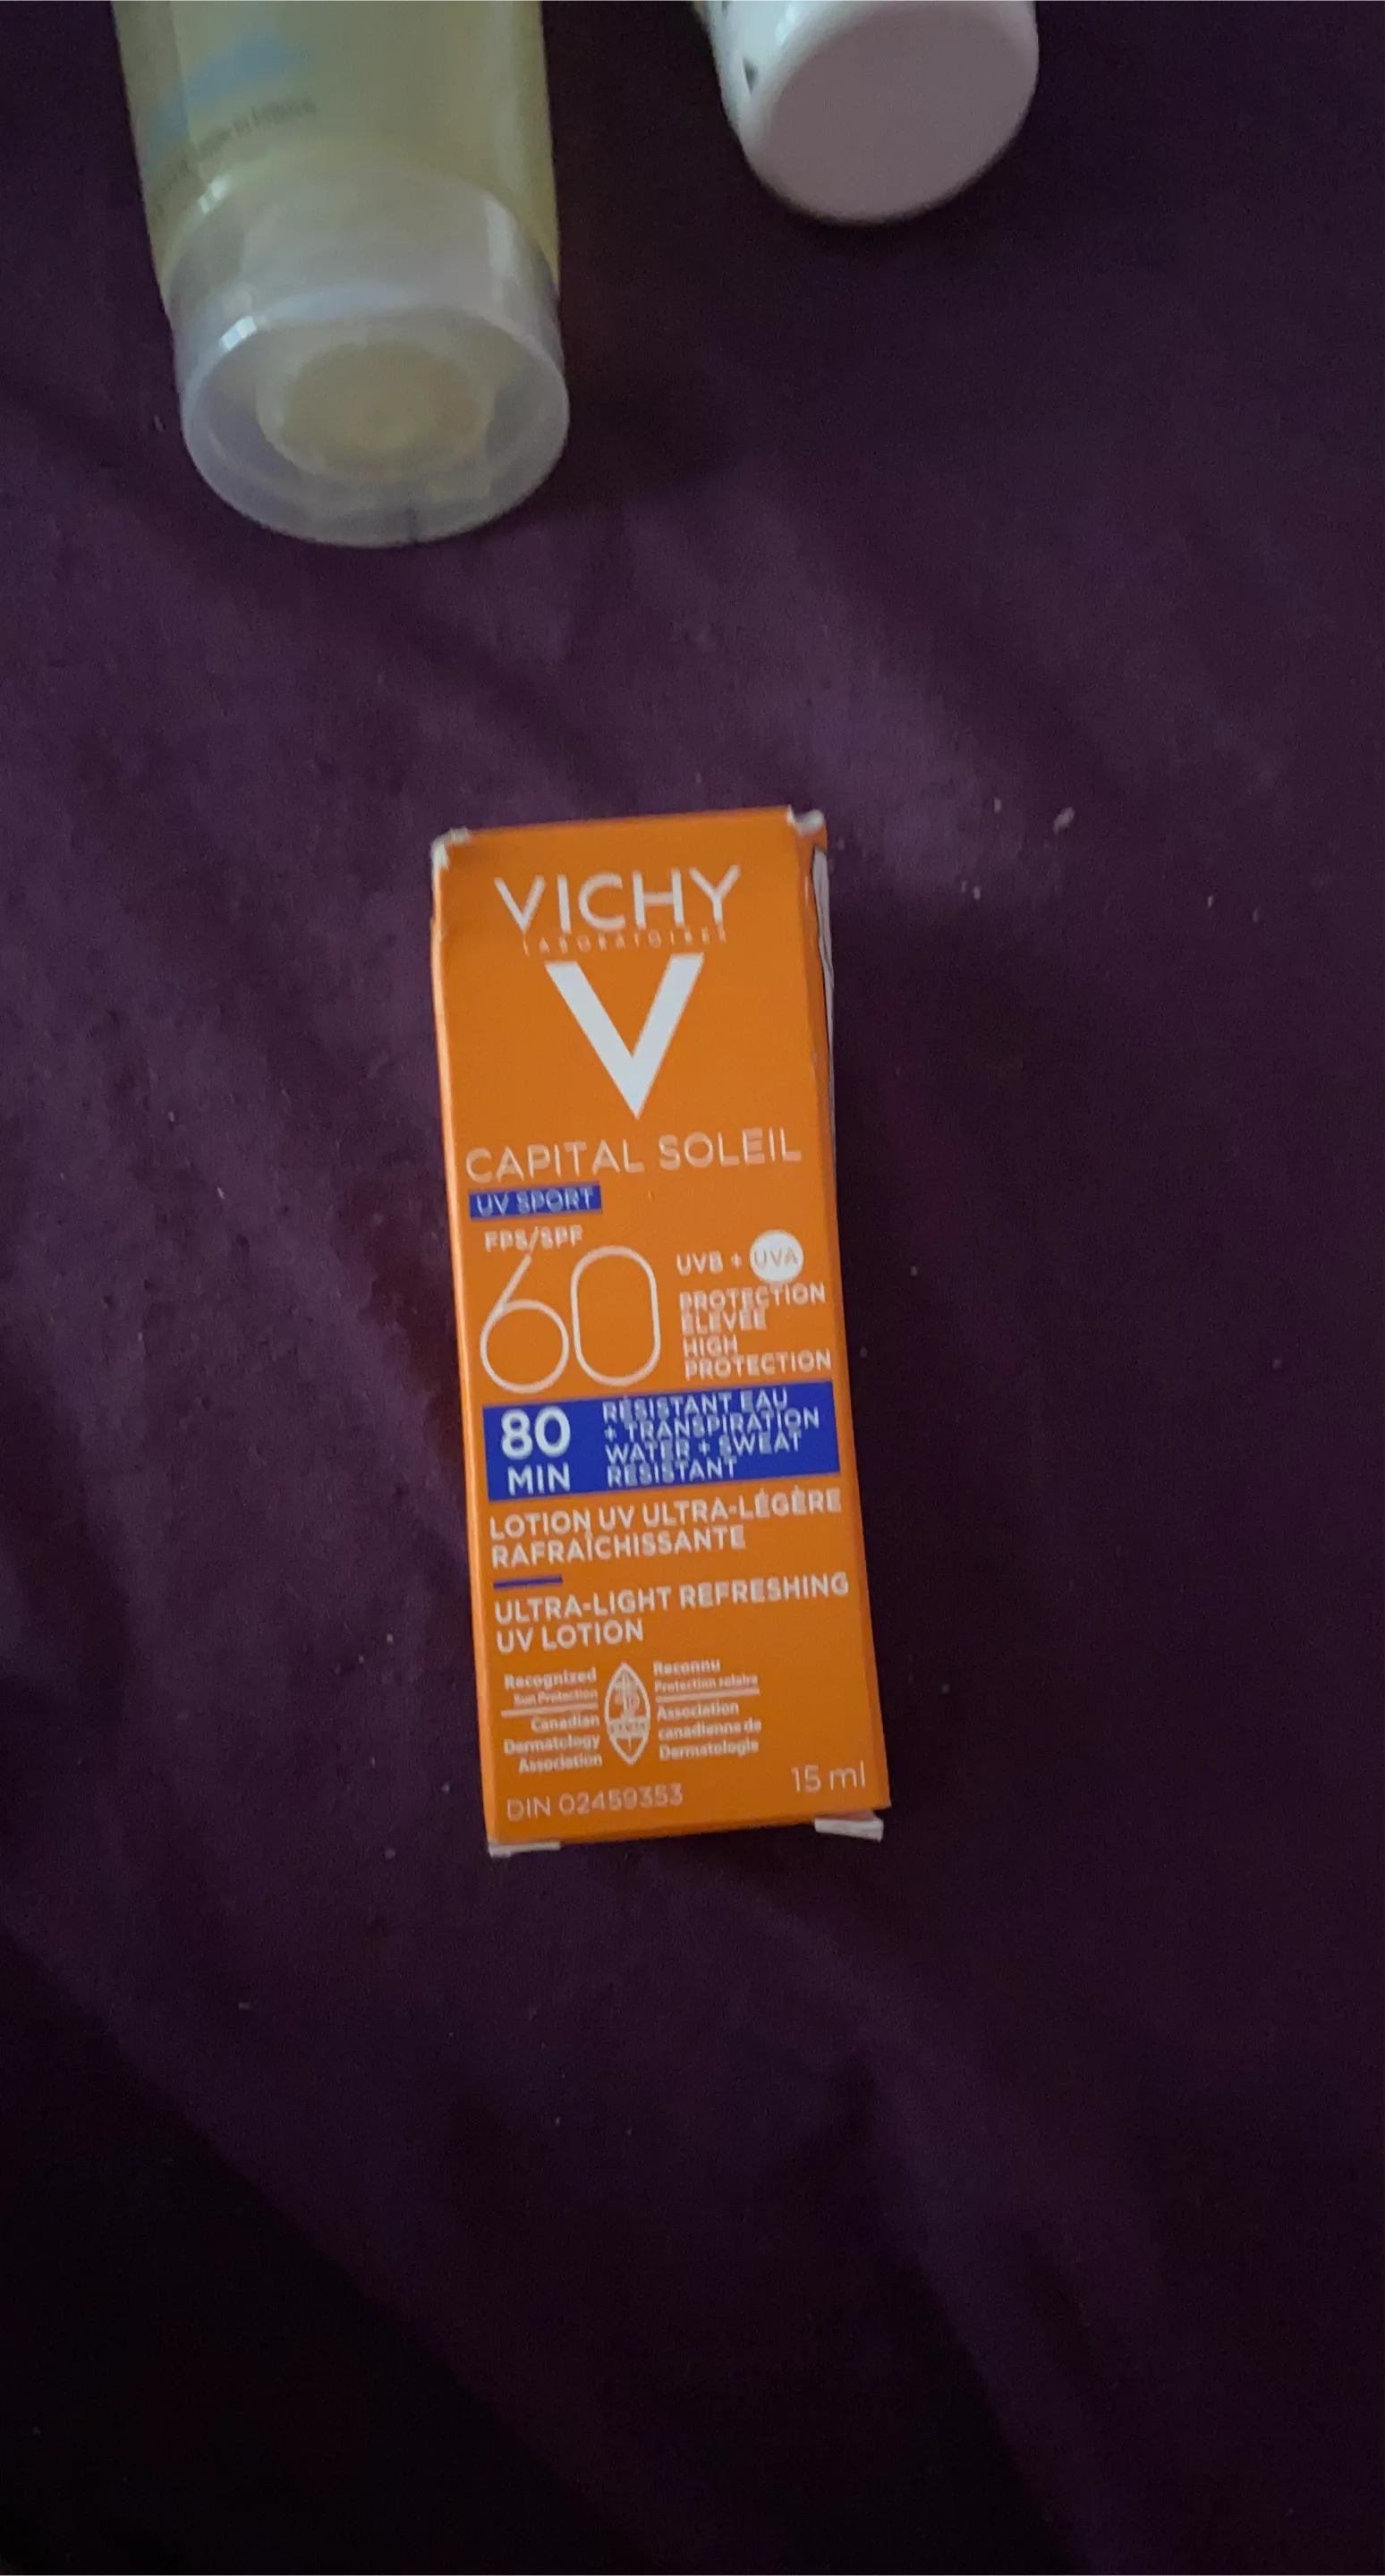 VICHY
LABORATOIRES
V
CAPITAL SOLEIL
UV SPORT
FPS/SPF
60
UVB + UVA
PROTECTION
ÉLEVÉE
HIGH
PROTECTION
80
MIN
RÉSISTANT EAU
+ TRANSPIRATION
WATER + SWEAT
RESISTANT
LOTION UV ULTRA-LÉGÈRE
RAFRAÎCHISSANTE
ULTRA-LIGHT REFRESHING
UV LOTION
Recognized
Sun Protection
Canadian
Dermatology
Association
Reconnu
Protection solaire
Association
canadienne de
Dermatologie
DIN 02459353
15 ml